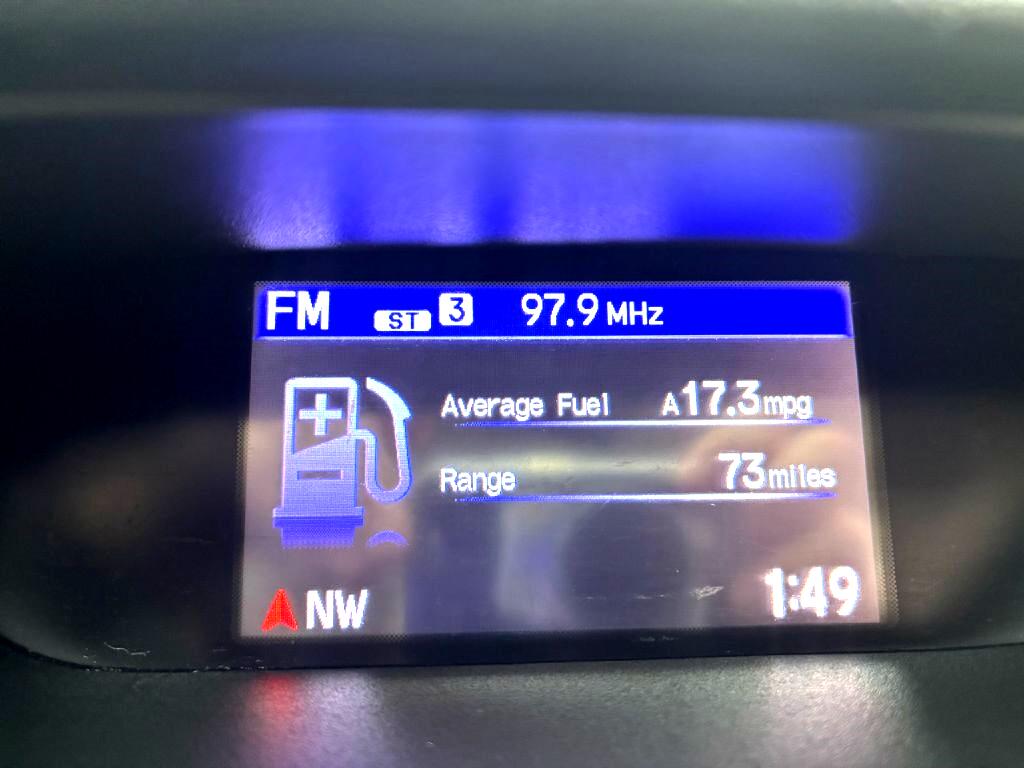 FM ST 3 97.9 MHz
Average Fuel A17.3mpg
Range 73miles
NW 1:49